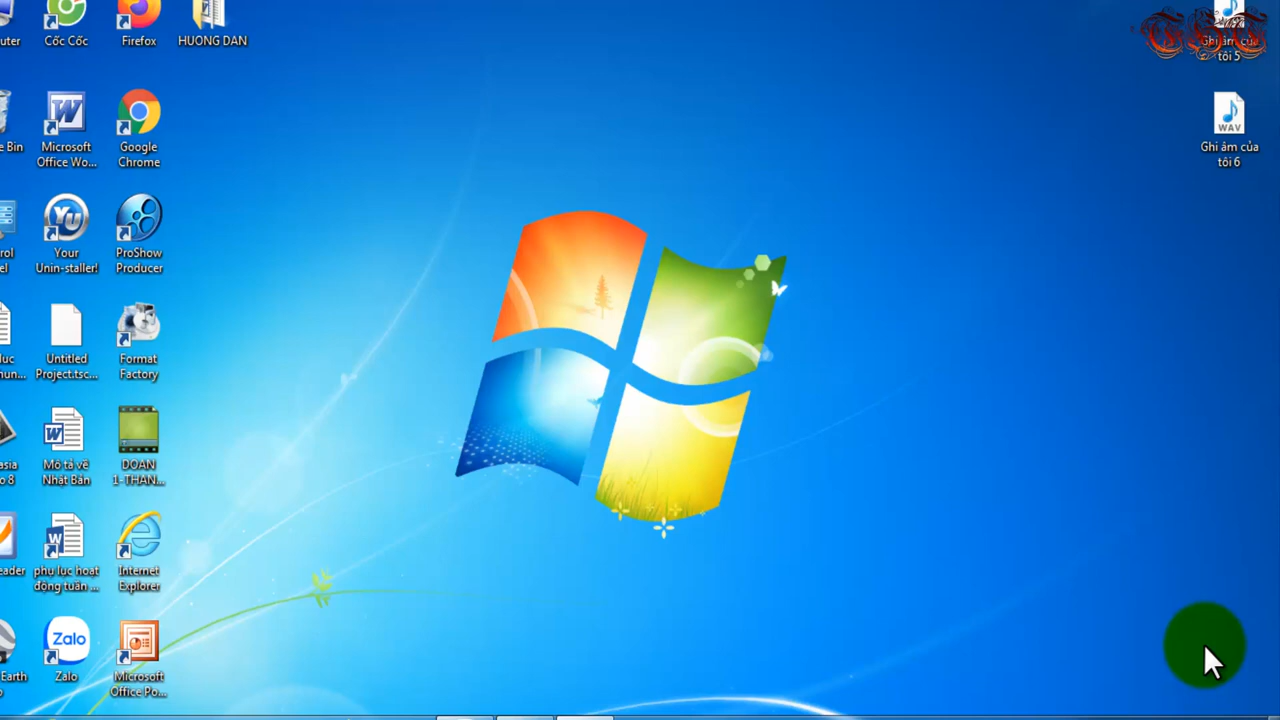 uter
Cốc Cốc
Firefox
HUONG DAN
Ghi âm của
tôi 5
e Bin
Microsoft
Office Wo...
Google
Chrome
WAV
Ghi âm của
tôi 6
rol
el
Your
Unin-staller!
ProShow
Producer
luc
nun...
Untitled
Project.tsc...
Format
Factory
asia
o 8
Mô tả về
Nhật Bản
DOAN
1- THAN...
eader
phụ lục hoạt
động tuần ...
Internet
Explorer
Earth
o
Zalo
Zalo
Microsoft
Office Po...